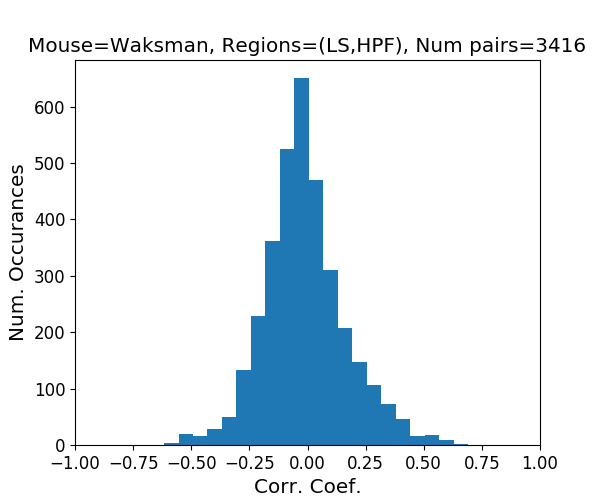 Mouse=Waksman, Regions=(LS,HPF), Num pairs=3416
Num. Occurances
600
500
400
300
200
100
0
−1.00 −0.75 −0.50 −0.25 0.00 0.25 0.50 0.75 1.00
Corr. Coef.